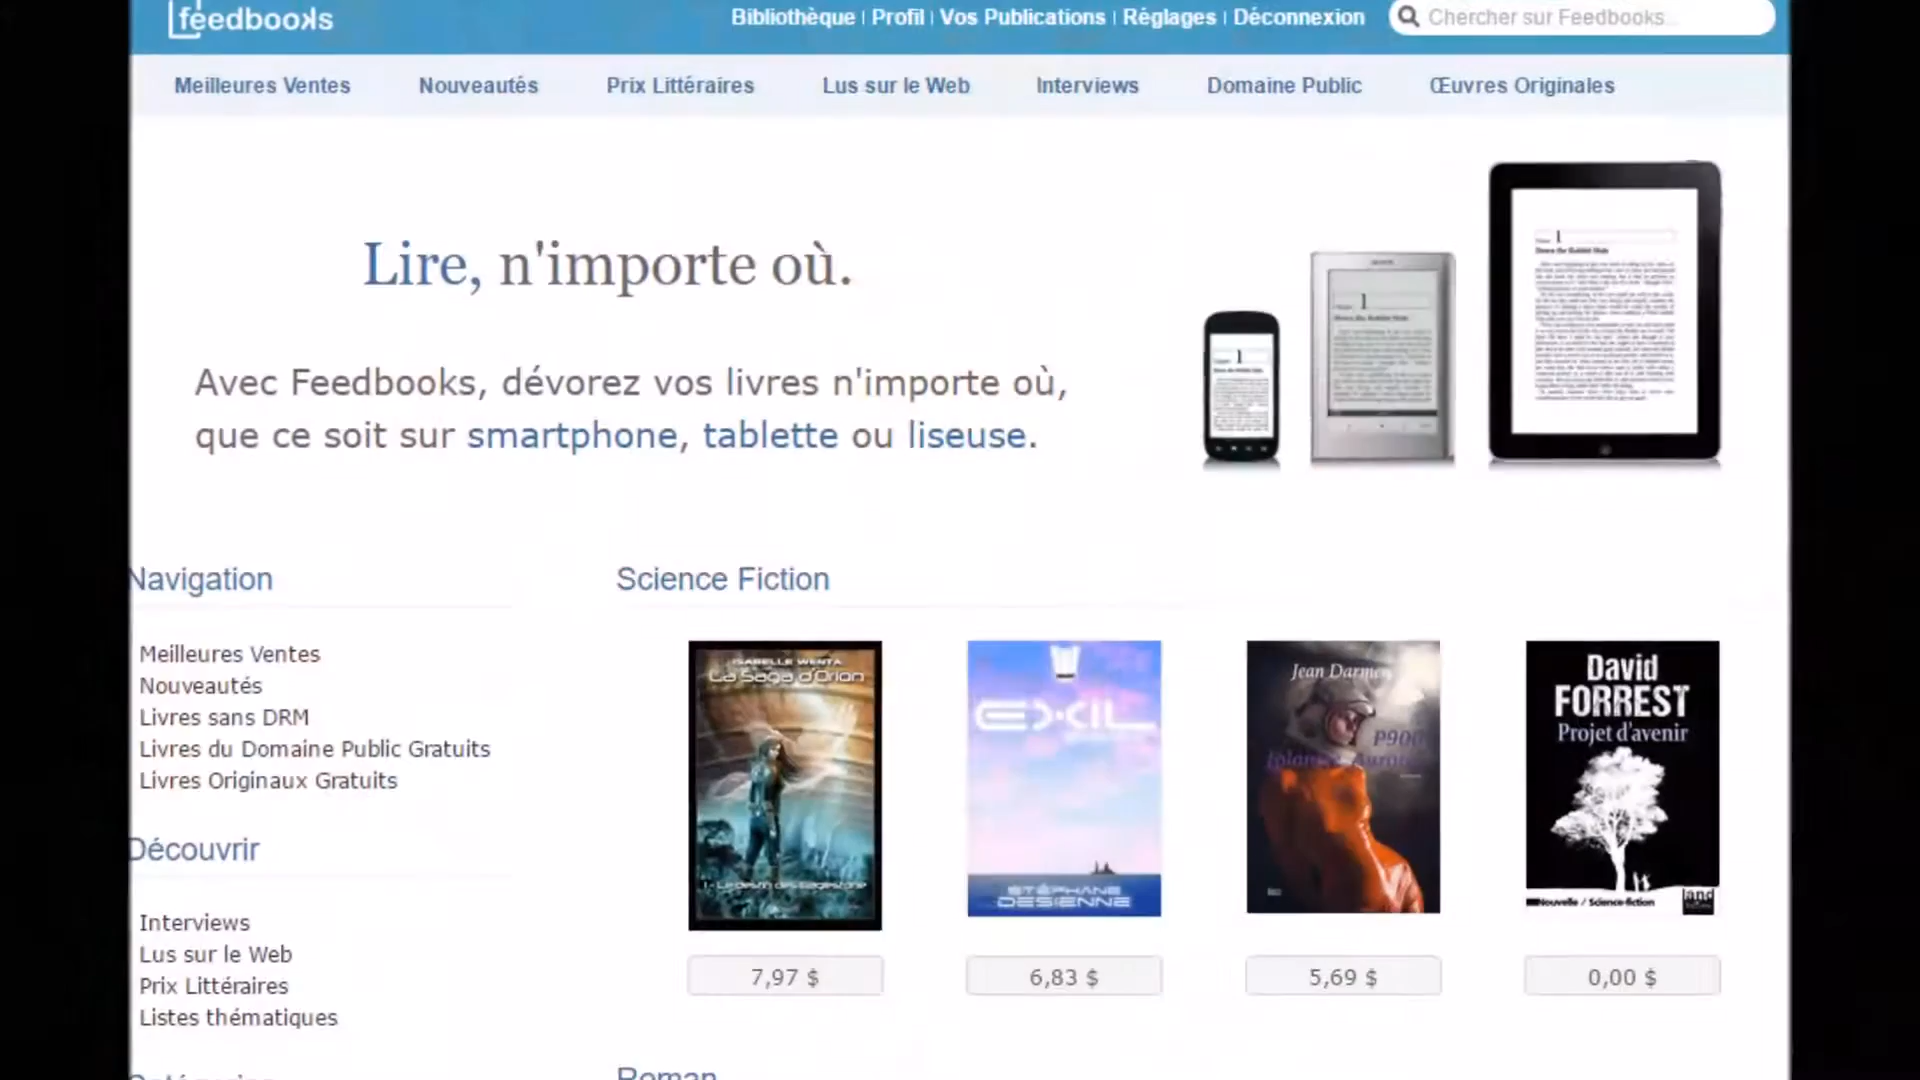 feedbooks
Bibliothèque | Profil | Vos Publications | Réglages | Déconnexion
Chercher sur Feedbooks...
Meilleures Ventes
Nouveautés
Prix Littéraires
Lus sur le Web
Interviews
Domaine Public
Œuvres Originales
Lire, n'importe où.
Avec Feedbooks, dévorez vos livres n'importe où,
que ce soit sur smartphone, tablette ou liseuse.
Navigation
Meilleures Ventes
Nouveautés
Livres sans DRM
Livres du Domaine Public Gratuits
Livres Originaux Gratuits
Découvrir
Interviews
Lus sur le Web
Prix Littéraires
Listes thématiques
Science Fiction
ISABELLE WENTA
La Saga d'Orion
7,97 $
EXIL
STÉPHANE
DESIENNE
6,83 $
Jean Darmen
P900
5,69 $
David
FORREST
Projet d'avenir
Nouvelle / Science-fiction
land
0,00 $
Roman